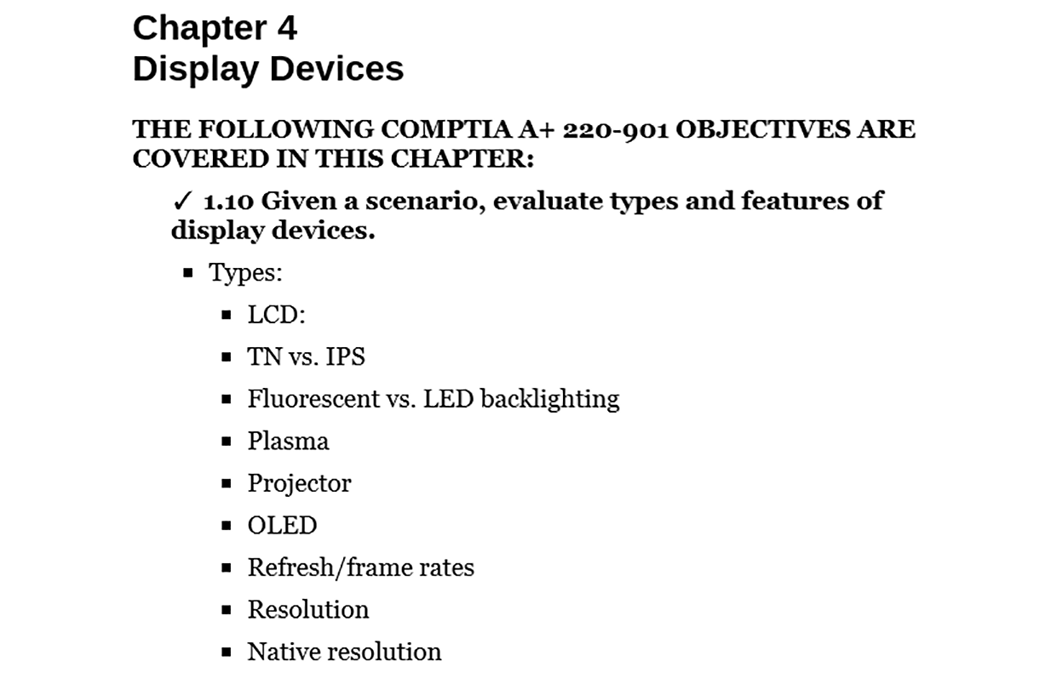 Chapter 4
Display Devices
THE FOLLOWING COMPTIA A+ 220-901 OBJECTIVES ARE
COVERED IN THIS CHAPTER:
✓ 1.10 Given a scenario, evaluate types and features of
display devices.
▪ Types:
▪ LCD:
▪ TN vs. IPS
▪ Fluorescent vs. LED backlighting
▪ Plasma
▪ Projector
▪ OLED
▪ Refresh/frame rates
▪ Resolution
▪ Native resolution